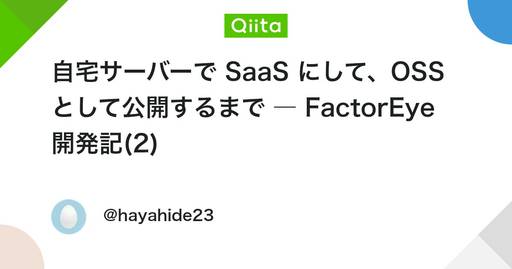 Qiita
自宅サーバーで SaaS にして、OSS
として公開するまで ― FactorEye
開発記(2)
@hayahide23